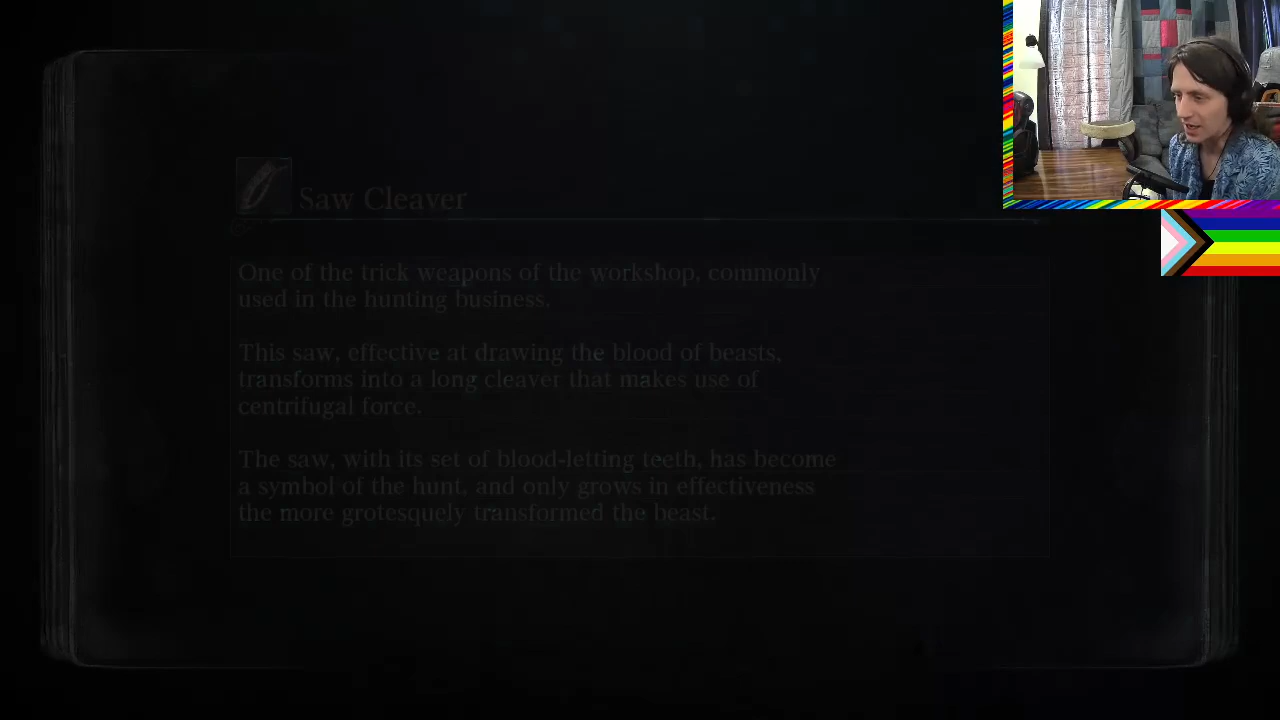 Saw Cleaver
One of the trick weapons of the workshop, commonly
used in the hunting business.
This saw, effective at drawing the blood of beasts,
transforms into a long cleaver that makes use of
centrifugal force.
The saw, with its set of blood-letting teeth, has become
a symbol of the hunt, and only grows in effectiveness
the more grotesquely transformed the beast.